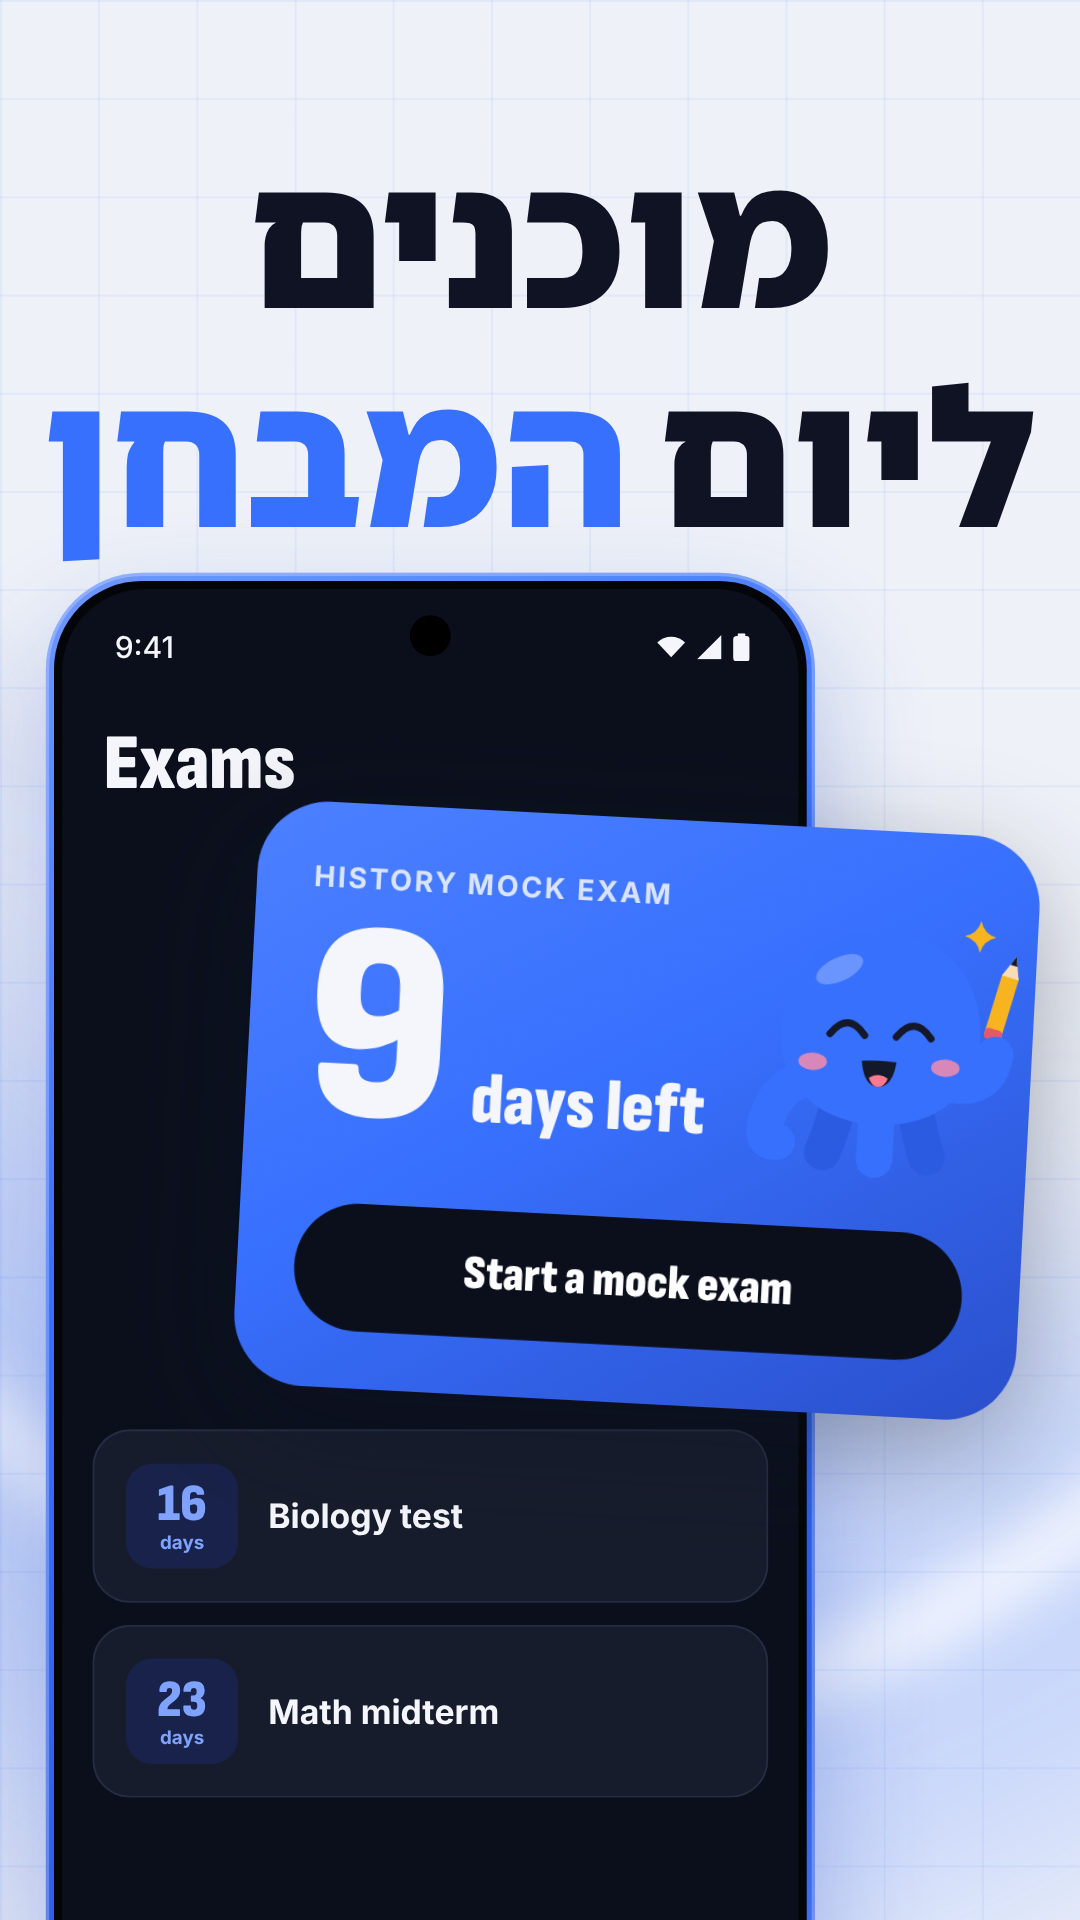 מוכנים
ליום המבחן
9:41
Exams
HISTORY MOCK EXAM
9 days left
Start a mock exam
16 days
Biology test
23 days
Math midterm